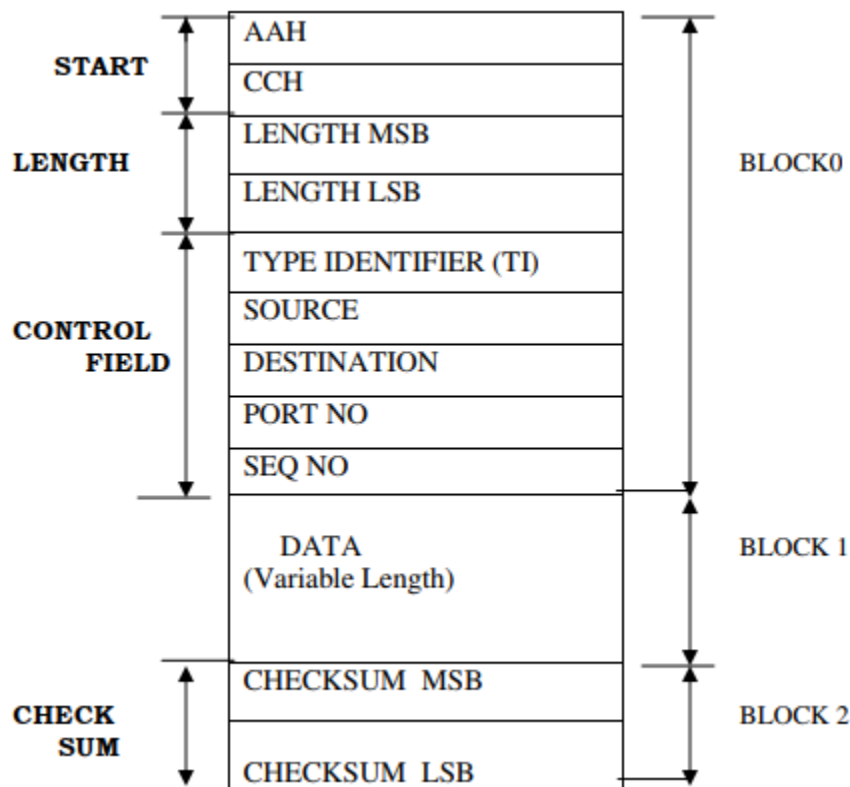 AAH
START
CCH
LENGTH MSB
LENGTH
BLOCK0
LENGTH LSB
TYPE IDENTIFIER (TI)
SOURCE
CONTROL
FIELD
DESTINATION
PORT NO
SEQ NO
DATA
(Variable Length)
BLOCK 1
CHECKSUM MSB
CHECK
SUM
BLOCK 2
CHECKSUM LSB